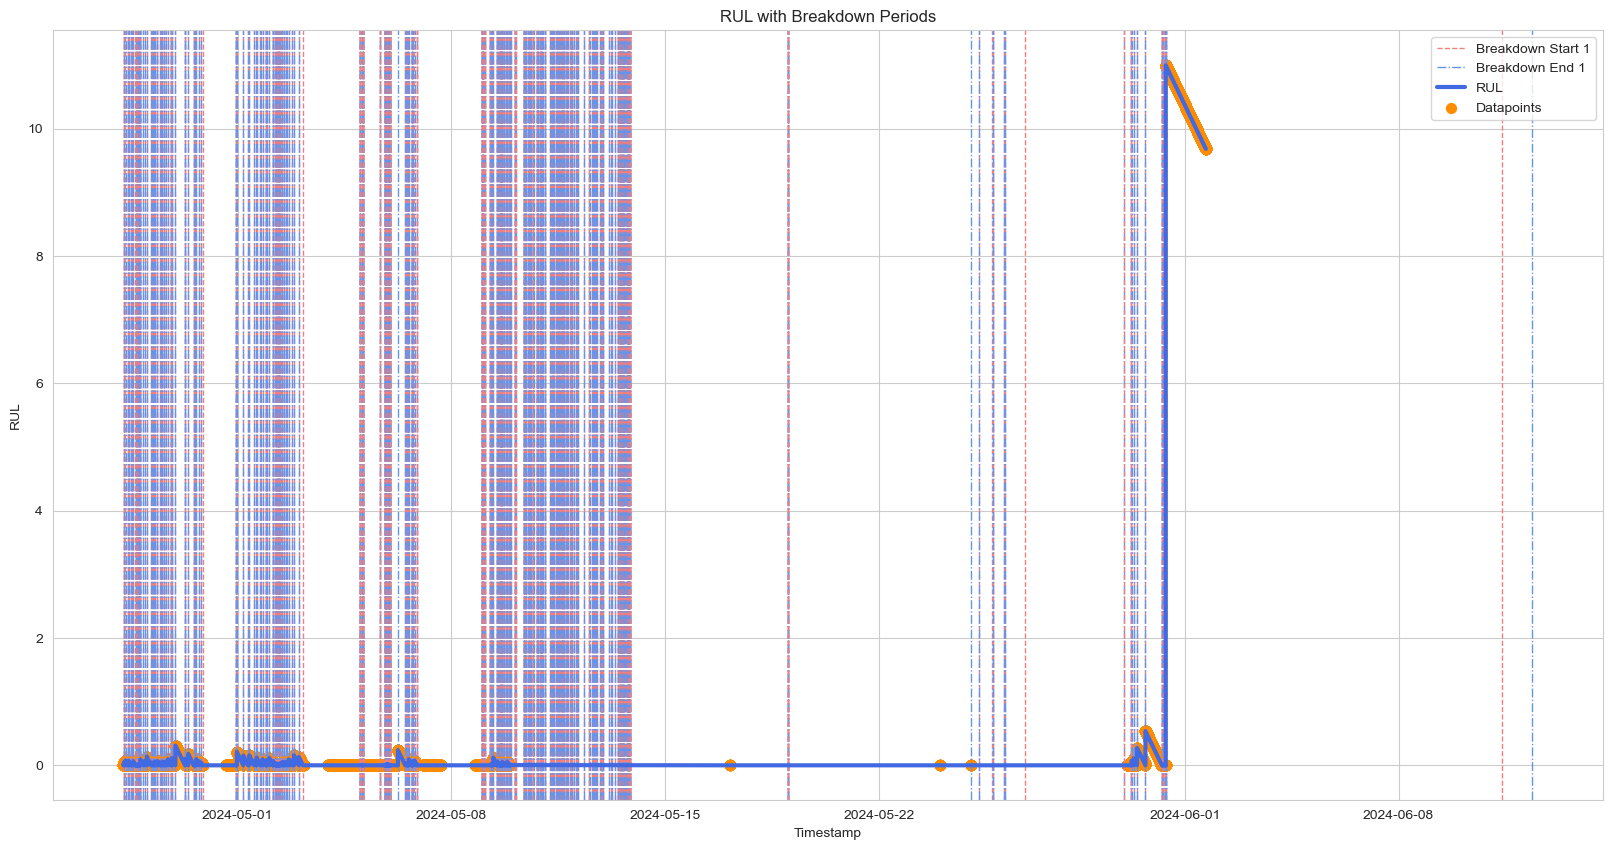 RUL with Breakdown Periods
Breakdown Start 1
Breakdown End 1
RUL
Datapoints
10
8
6
4
2
0
RUL
2024-05-01
2024-05-08
2024-05-15
2024-05-22
2024-06-01
2024-06-08
Timestamp